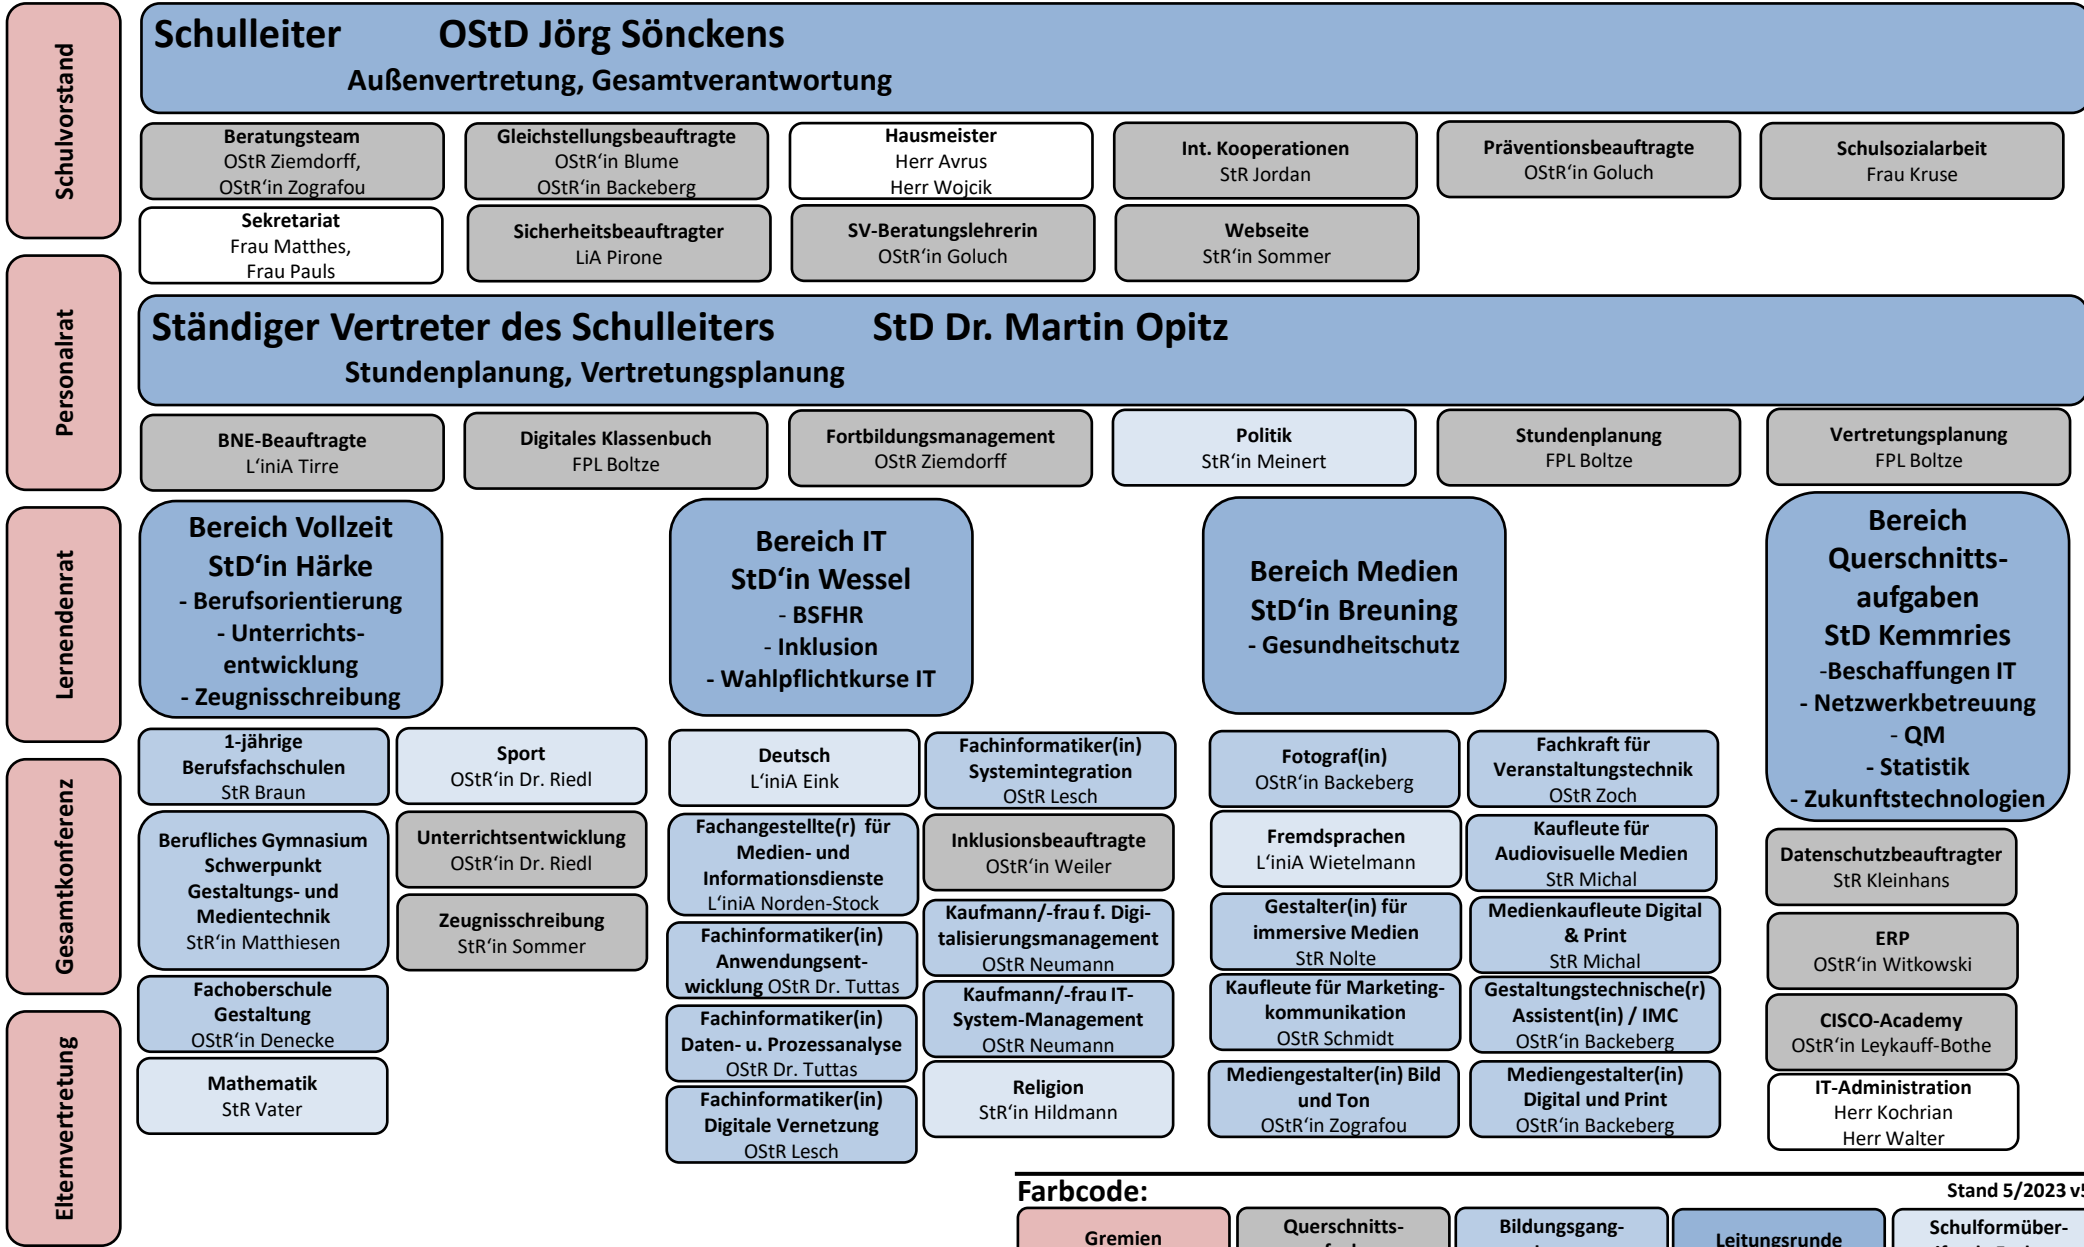 Schulvorstand
Personalrat
Lernendenrat
Gesamtkonferenz
Elternvertretung
Schulleiter OStD Jörg Sönckens
Außenvertretung, Gesamtverantwortung
Beratungsteam
OStR Ziemdorff,
OStR‘in Zografou
Gleichstellungsbeauftragte
OStR‘in Blume
OStR‘in Backeberg
Hausmeister
Herr Avrus
Herr Wojcik
Int. Kooperationen
StR Jordan
Präventionsbeauftragte
OStR‘in Goluch
Schulsozialarbeit
Frau Kruse
Sekretariat
Frau Matthes,
Frau Pauls
Sicherheitsbeauftragter
LiA Pirone
SV-Beratungslehrerin
OStR‘in Goluch
Webseite
StR‘in Sommer
Ständiger Vertreter des Schulleiters StD Dr. Martin Opitz
Stundenplanung, Vertretungsplanung
BNE-Beauftragte
L‘iniA Tirre
Digitales Klassenbuch
FPL Boltze
Fortbildungsmanagement
OStR Ziemdorff
Politik
StR‘in Meinert
Stundenplanung
FPL Boltze
Vertretungsplanung
FPL Boltze
Bereich Vollzeit
StD‘in Härke
- Berufsorientierung
- Unterrichts-
entwicklung
- Zeugnisschreibung
Bereich IT
StD‘in Wessel
- BSFHR
- Inklusion
- Wahlpflichtkurse IT
Bereich Medien
StD‘in Breuning
- Gesundheitschutz
Bereich
Querschnitts-
aufgaben
StD Kemmries
-Beschaffungen IT
- Netzwerkbetreuung
- QM
- Statistik
- Zukunftstechnologien
1-jährige
Berufsfachschulen
StR Braun
Berufliches Gymnasium
Schwerpunkt
Gestaltungs- und
Medientechnik
StR‘in Matthiesen
Fachoberschule
Gestaltung
OStR‘in Denecke
Mathematik
StR Vater
Sport
OStR‘in Dr. Riedl
Unterrichtsentwicklung
OStR‘in Dr. Riedl
Zeugnisschreibung
StR‘in Sommer
Deutsch
L‘iniA Eink
Fachangestellte(r) für
Medien- und
Informationsdienste
L‘iniA Norden-Stock
Fachinformatiker(in)
Anwendungsent-
wicklung OStR Dr. Tuttas
Fachinformatiker(in)
Daten- u. Prozessanalyse
OStR Dr. Tuttas
Fachinformatiker(in)
Digitale Vernetzung
OStR Lesch
Fachinformatiker(in)
Systemintegration
OStR Lesch
Inklusionsbeauftragte
OStR‘in Weiler
Kaufmann/-frau f. Digi-
talisierungsmanagement
OStR Neumann
Kaufmann/-frau IT-
System-Management
OStR Neumann
Religion
StR‘in Hildmann
Fotograf(in)
OStR‘in Backeberg
Fremdsprachen
L‘iniA Wietelmann
Gestalter(in) für
immersive Medien
StR Nolte
Kaufleute für Marketing-
kommunikation
OStR Schmidt
Mediengestalter(in) Bild
und Ton
OStR‘in Zografou
Fachkraft für
Veranstaltungstechnik
OStR Zoch
Kaufleute für
Audiovisuelle Medien
StR Michal
Medienkaufleute Digital
& Print
StR Michal
Gestaltungstechnische(r)
Assistent(in) / IMC
OStR‘in Backeberg
Mediengestalter(in)
Digital und Print
OStR‘in Backeberg
Datenschutzbeauftragter
StR Kleinhans
ERP
OStR‘in Witkowski
CISCO-Academy
OStR‘in Leykauff-Bothe
IT-Administration
Herr Kochrian
Herr Walter
Farbcode:
Stand 5/2023 v5
Gremien
Querschnitts-
Bildungsgang-
Leitungsrunde
Schulformüber-